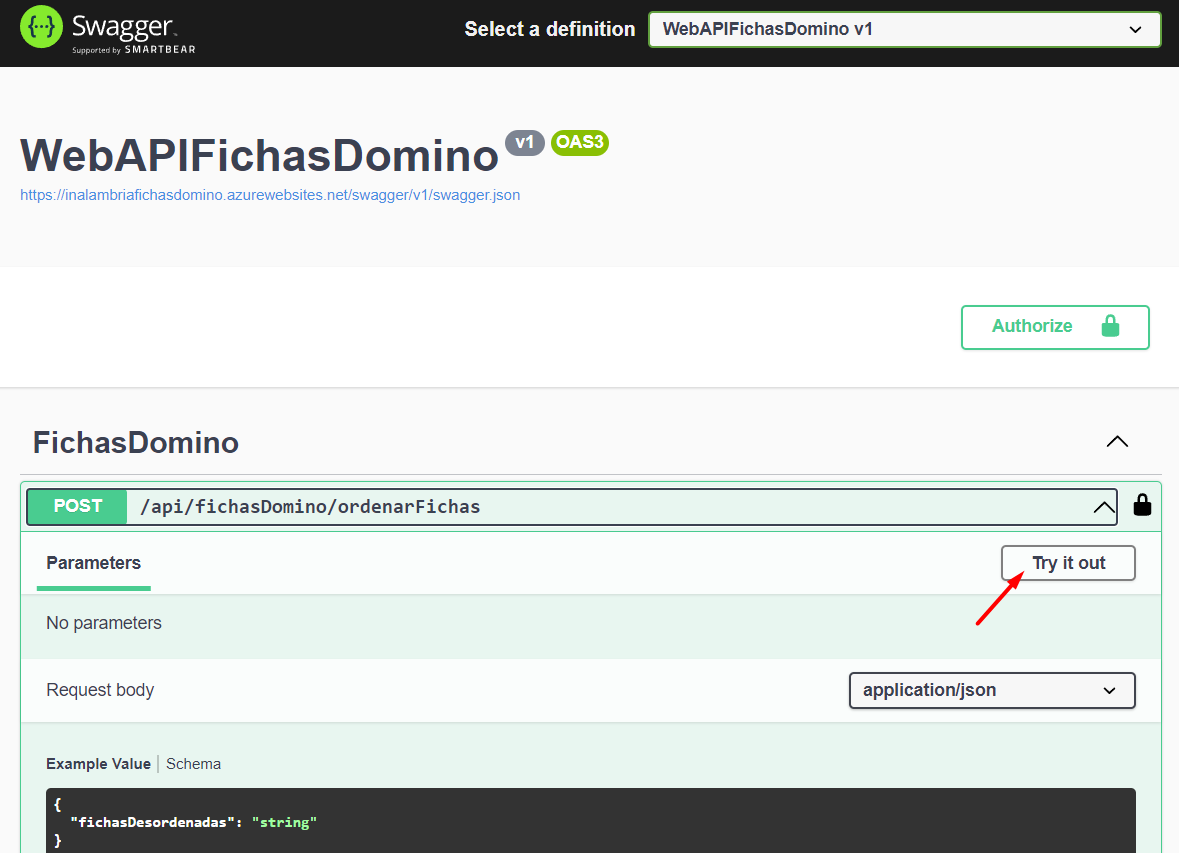 Swagger
Supported by SMARTBEAR
Select a definition
WebAPIFichasDomino v1
WebAPIFichasDomino v1 OAS3
https://inalambriafichasdomino.azurewebsites.net/swagger/v1/swagger.json
Authorize
FichasDomino
POST /api/fichasDomino/ordenarFichas
Parameters
Try it out
No parameters
Request body
application/json
Example Value | Schema
{
"fichasDesordenadas": "string"
}